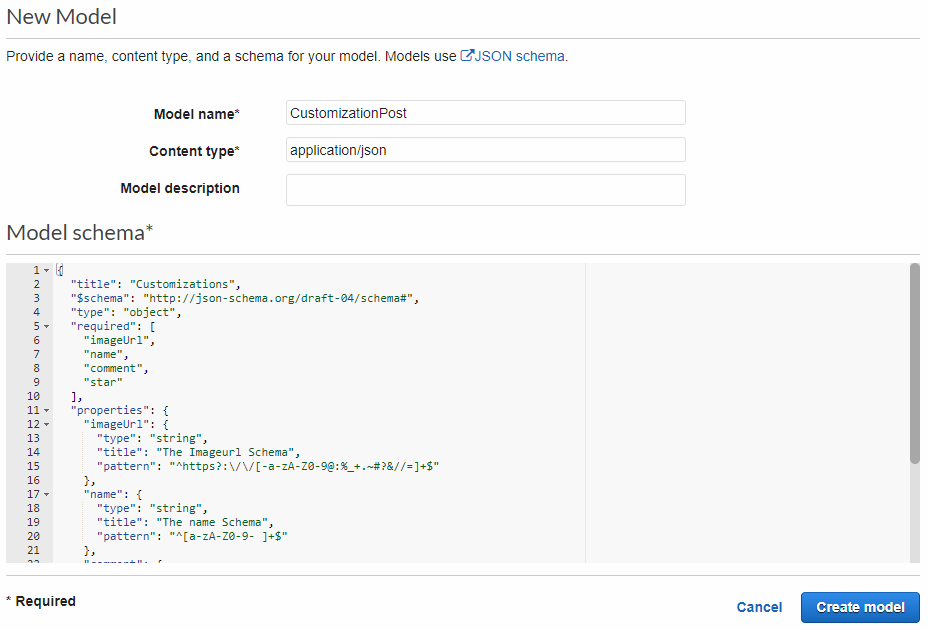 New Model
Provide a name, content type, and a schema for your model. Models use JSON schema.
Model name* CustomizationPost
Content type* application/json
Model description
Model schema*
1 {
2 "title": "Customizations",
3 "$schema": "http://json-schema.org/draft-04/schema#",
4 "type": "object",
5 "required": [
6 "imageUrl",
7 "name",
8 "comment",
9 "star"
10 ],
11 "properties": {
12 "imageUrl": {
13 "type": "string",
14 "title": "The Imageurl Schema",
15 "pattern": "^https?:\/\/[-a-zA-Z0-9@:%_+.~#?&//=]+$"
16 },
17 "name": {
18 "type": "string",
19 "title": "The name Schema",
20 "pattern": "^[a-zA-Z0-9- ]+$"
21 },
* Required
Cancel Create model